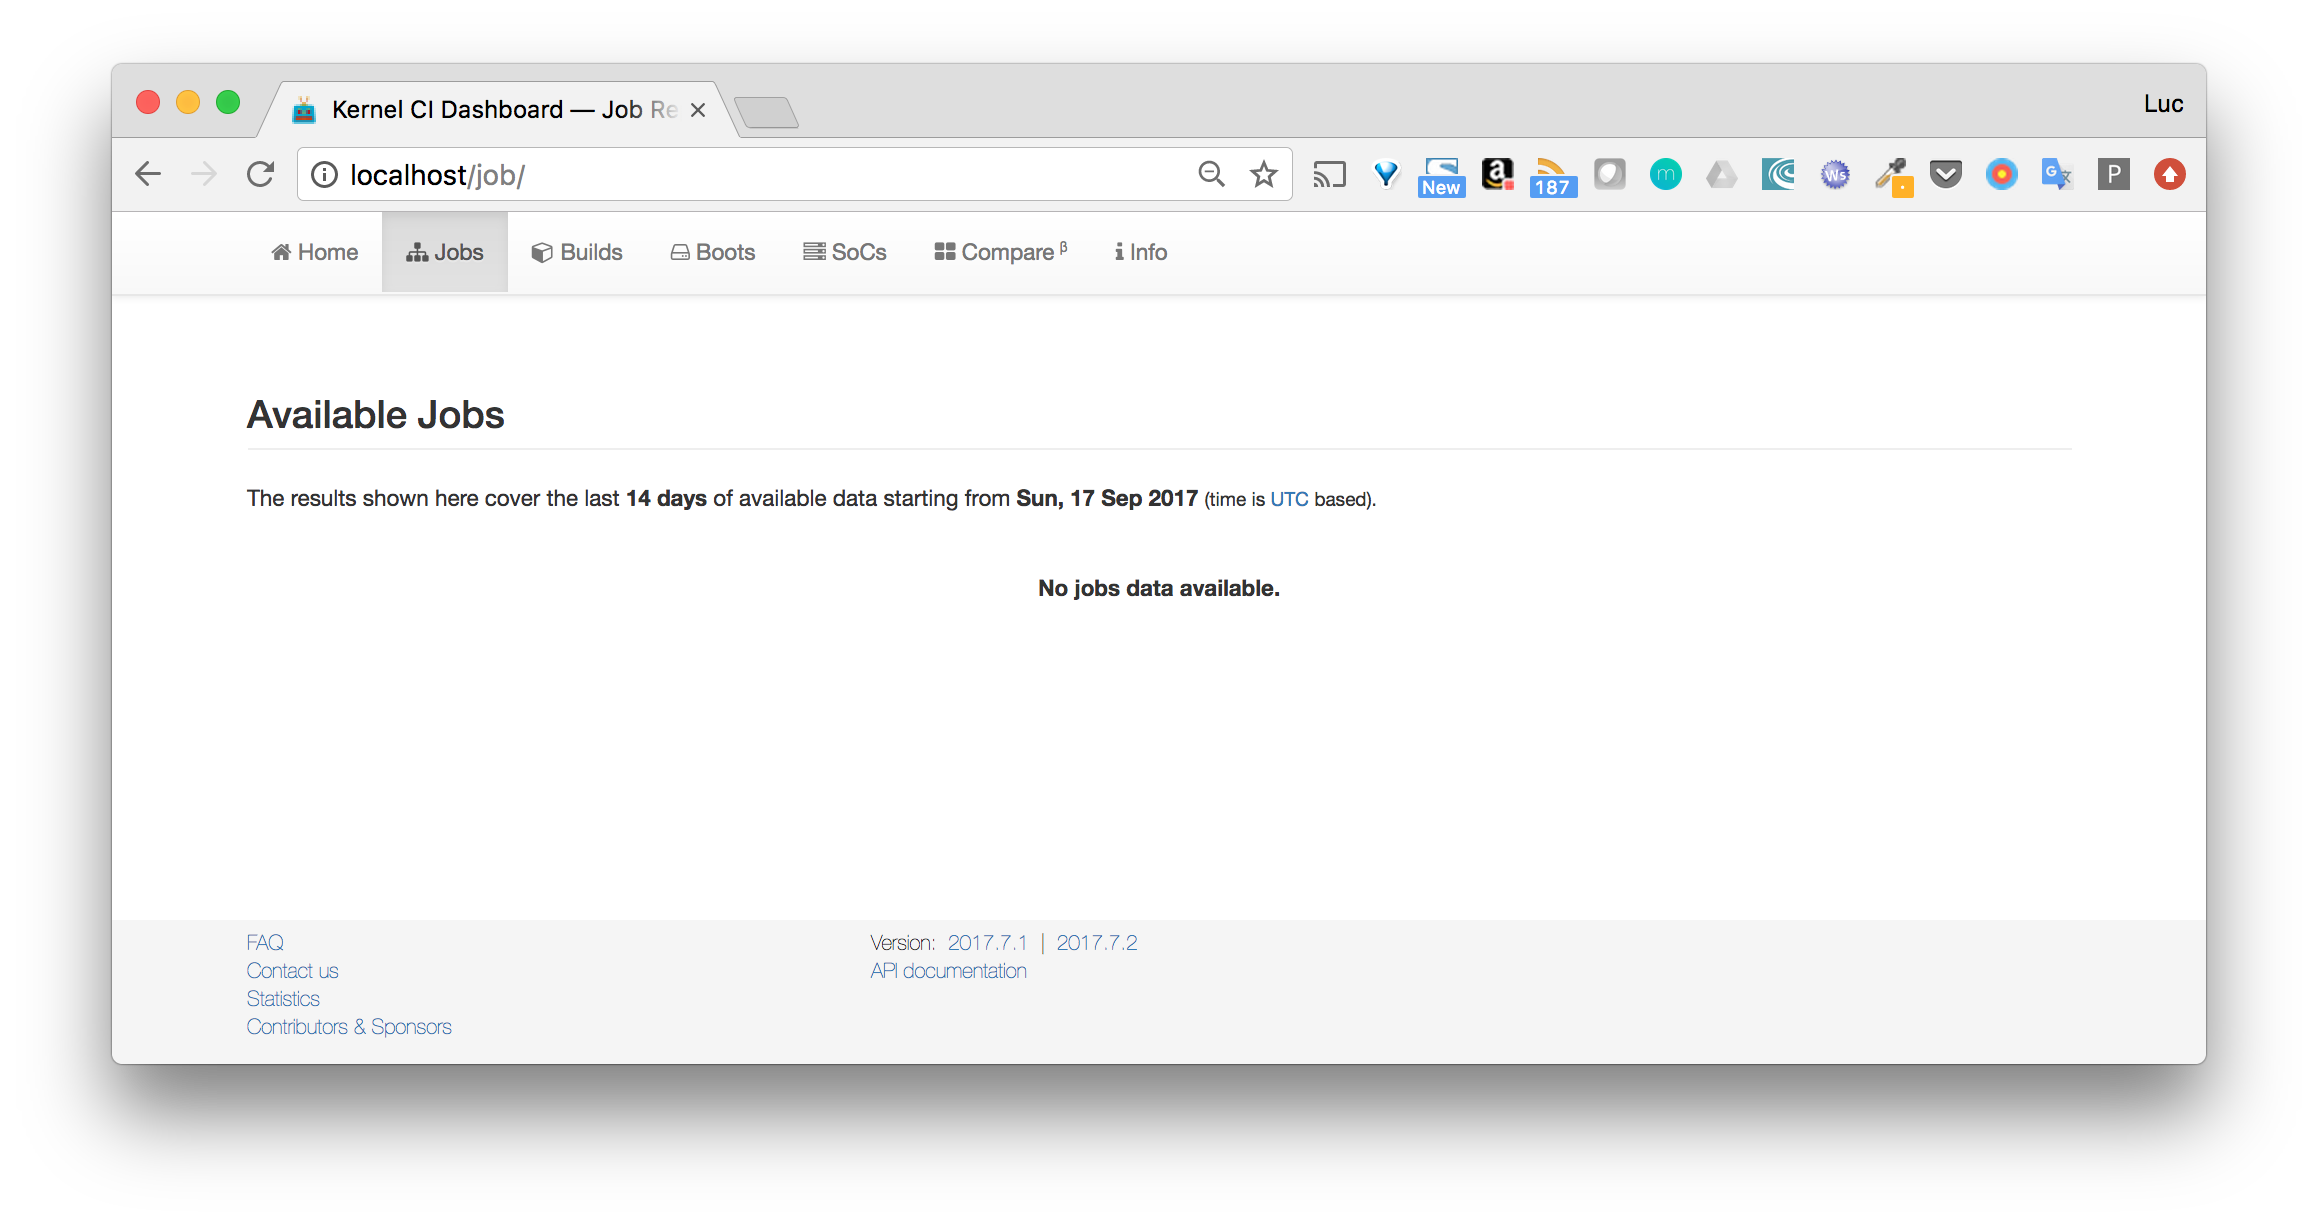 Kernel CI Dashboard — Job Re
Luc
localhost/job/
New
187
m
Ws
G
P
Home
Jobs
Builds
Boots
SoCs
Compare β
Info
Available Jobs
The results shown here cover the last 14 days of available data starting from Sun, 17 Sep 2017 (time is UTC based).
No jobs data available.
FAQ
Contact us
Statistics
Contributors & Sponsors
Version: 2017.7.1 | 2017.7.2
API documentation